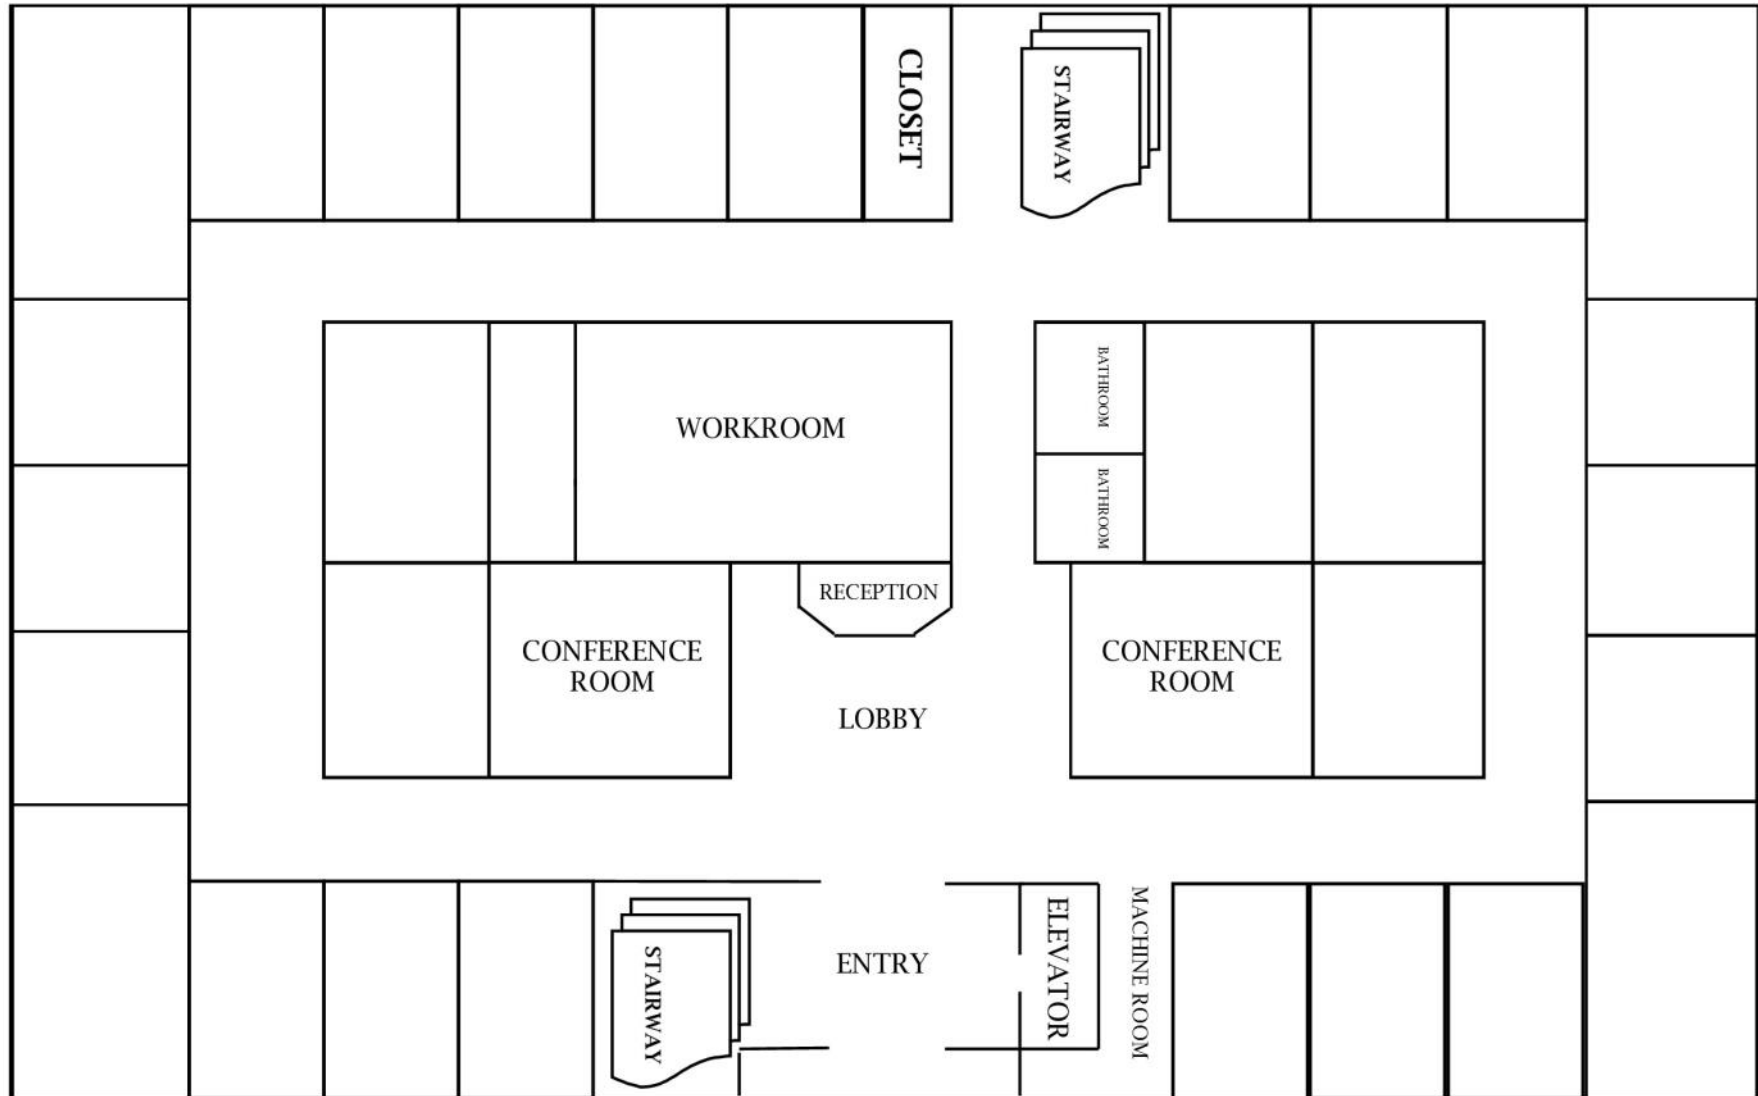 CLOSET
STAIRWAY
WORKROOM
BATHROOM
BATHROOM
RECEPTION
CONFERENCE
ROOM
CONFERENCE
ROOM
LOBBY
STAIRWAY
ENTRY
ELEVATOR
MACHINE ROOM